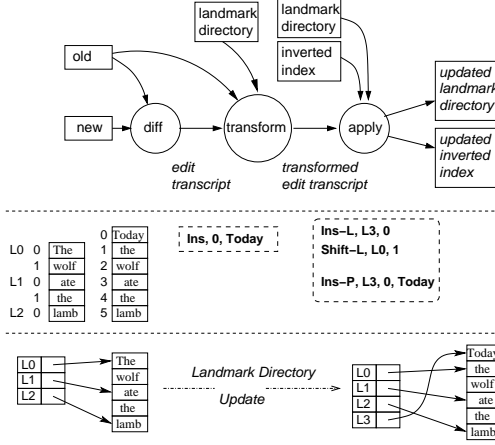 landmark
directory
landmark
directory
inverted
index
old
new
diff
transform
apply
updated
landmark
directory
updated
inverted
index
edit
transcript
transformed
edit transcript
L0 0 The
1 wolf
L1 0 ate
1 the
L2 0 lamb
0 Today
1 the
2 wolf
3 ate
4 the
5 lamb
Ins, 0, Today
Ins-L, L3, 0
Shift-L, L0, 1
Ins-P, L3, 0, Today
L0
L1
L2
The
wolf
ate
the
lamb
Landmark Directory
Update
L0
L1
L2
L3
Today
the
wolf
ate
the
lamb